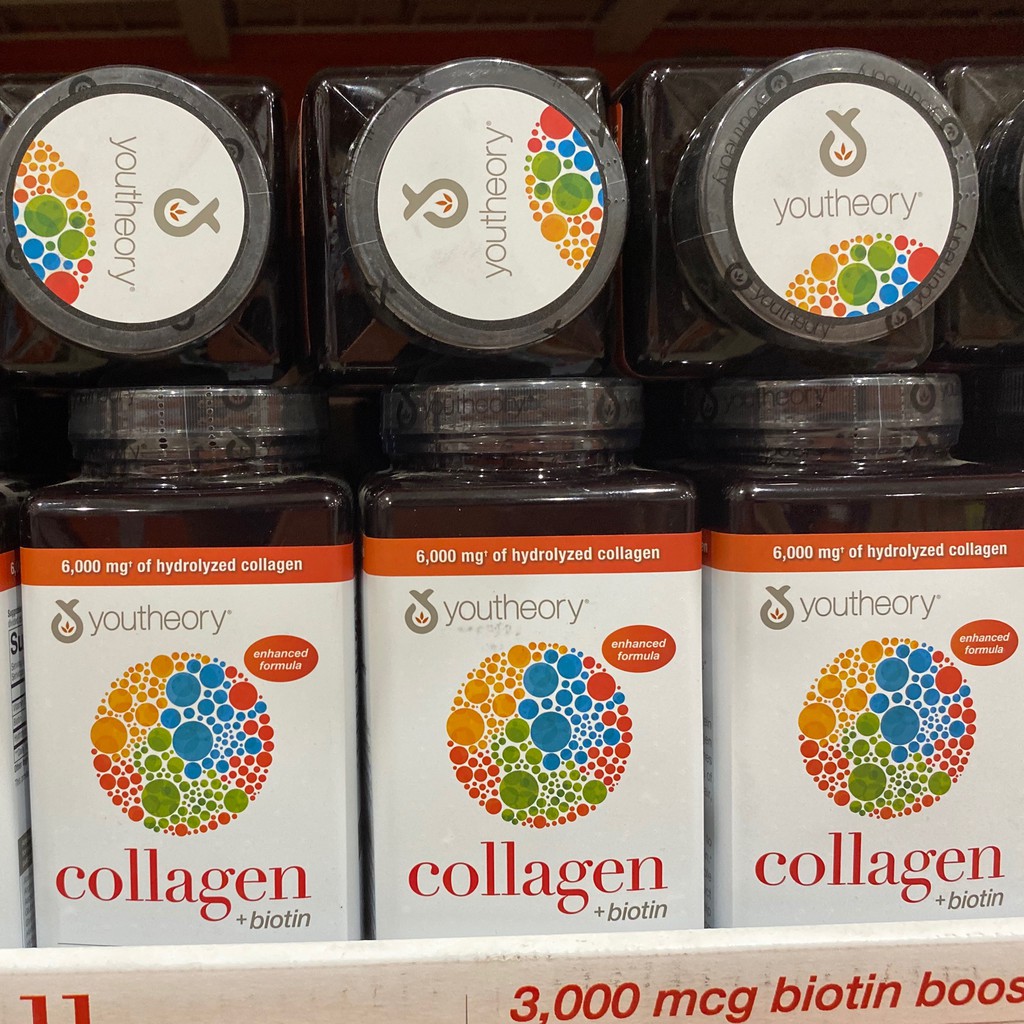 youtheory®
youtheory®
youtheory®
6,000 mg† of hydrolyzed collagen
youtheory®
enhanced
formula
collagen
+ biotin
6,000 mg† of hydrolyzed collagen
youtheory®
enhanced
formula
collagen
+ biotin
6,000 mg† of hydrolyzed collagen
youtheory®
enhanced
formula
collagen
+ biotin
3,000 mcg biotin boos